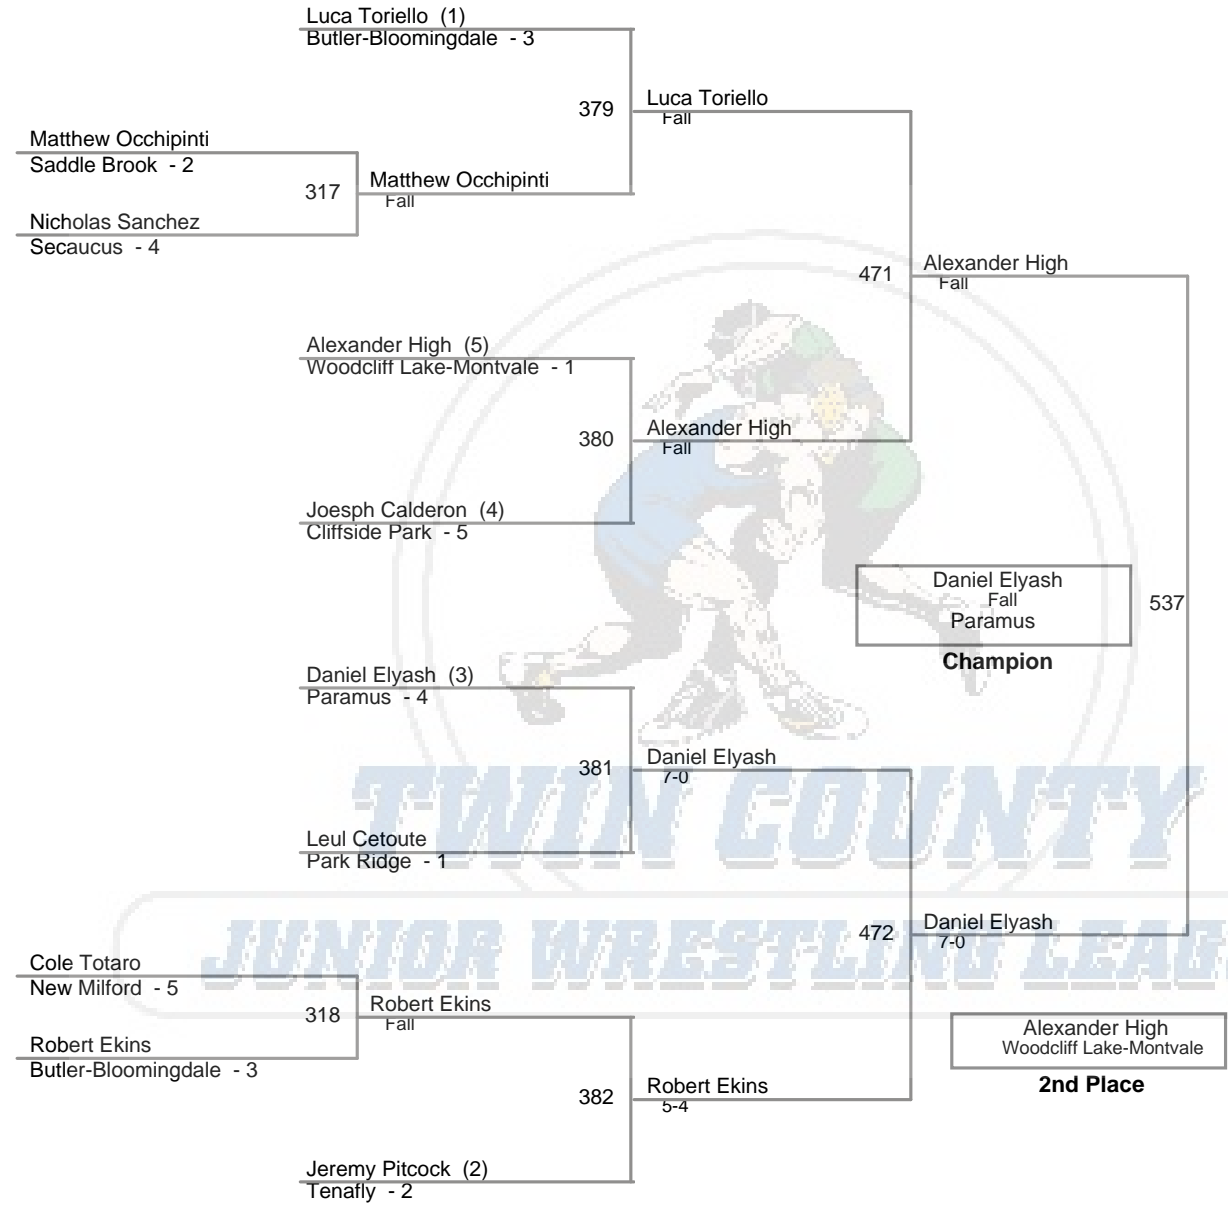 Luca Toriello (1)
Butler-Bloomingdale - 3
379
Luca Toriello
Fall
Matthew Occhipinti
Saddle Brook - 2
317
Matthew Occhipinti
Fall
Nicholas Sanchez
Secaucus - 4
471
Alexander High
Fall
Alexander High (5)
Woodcliff Lake-Montvale - 1
380
Alexander High
Fall
Joesph Calderon (4)
Cliffside Park - 5
Daniel Elyash
Fall
Paramus
537
Champion
Daniel Elyash (3)
Paramus - 4
381
Daniel Elyash
7-0
TWIN COUNTY
Leul Cetoute
Park Ridge - 1
472
Daniel Elyash
7-0
JUNIOR WRESTLING LEAG
Cole Totaro
New Milford - 5
318
Robert Ekins
Fall
Robert Ekins
Butler-Bloomingdale - 3
Alexander High
Woodcliff Lake-Montvale
2nd Place
382
Robert Ekins
5-4
Jeremy Pitcock (2)
Tenafly - 2